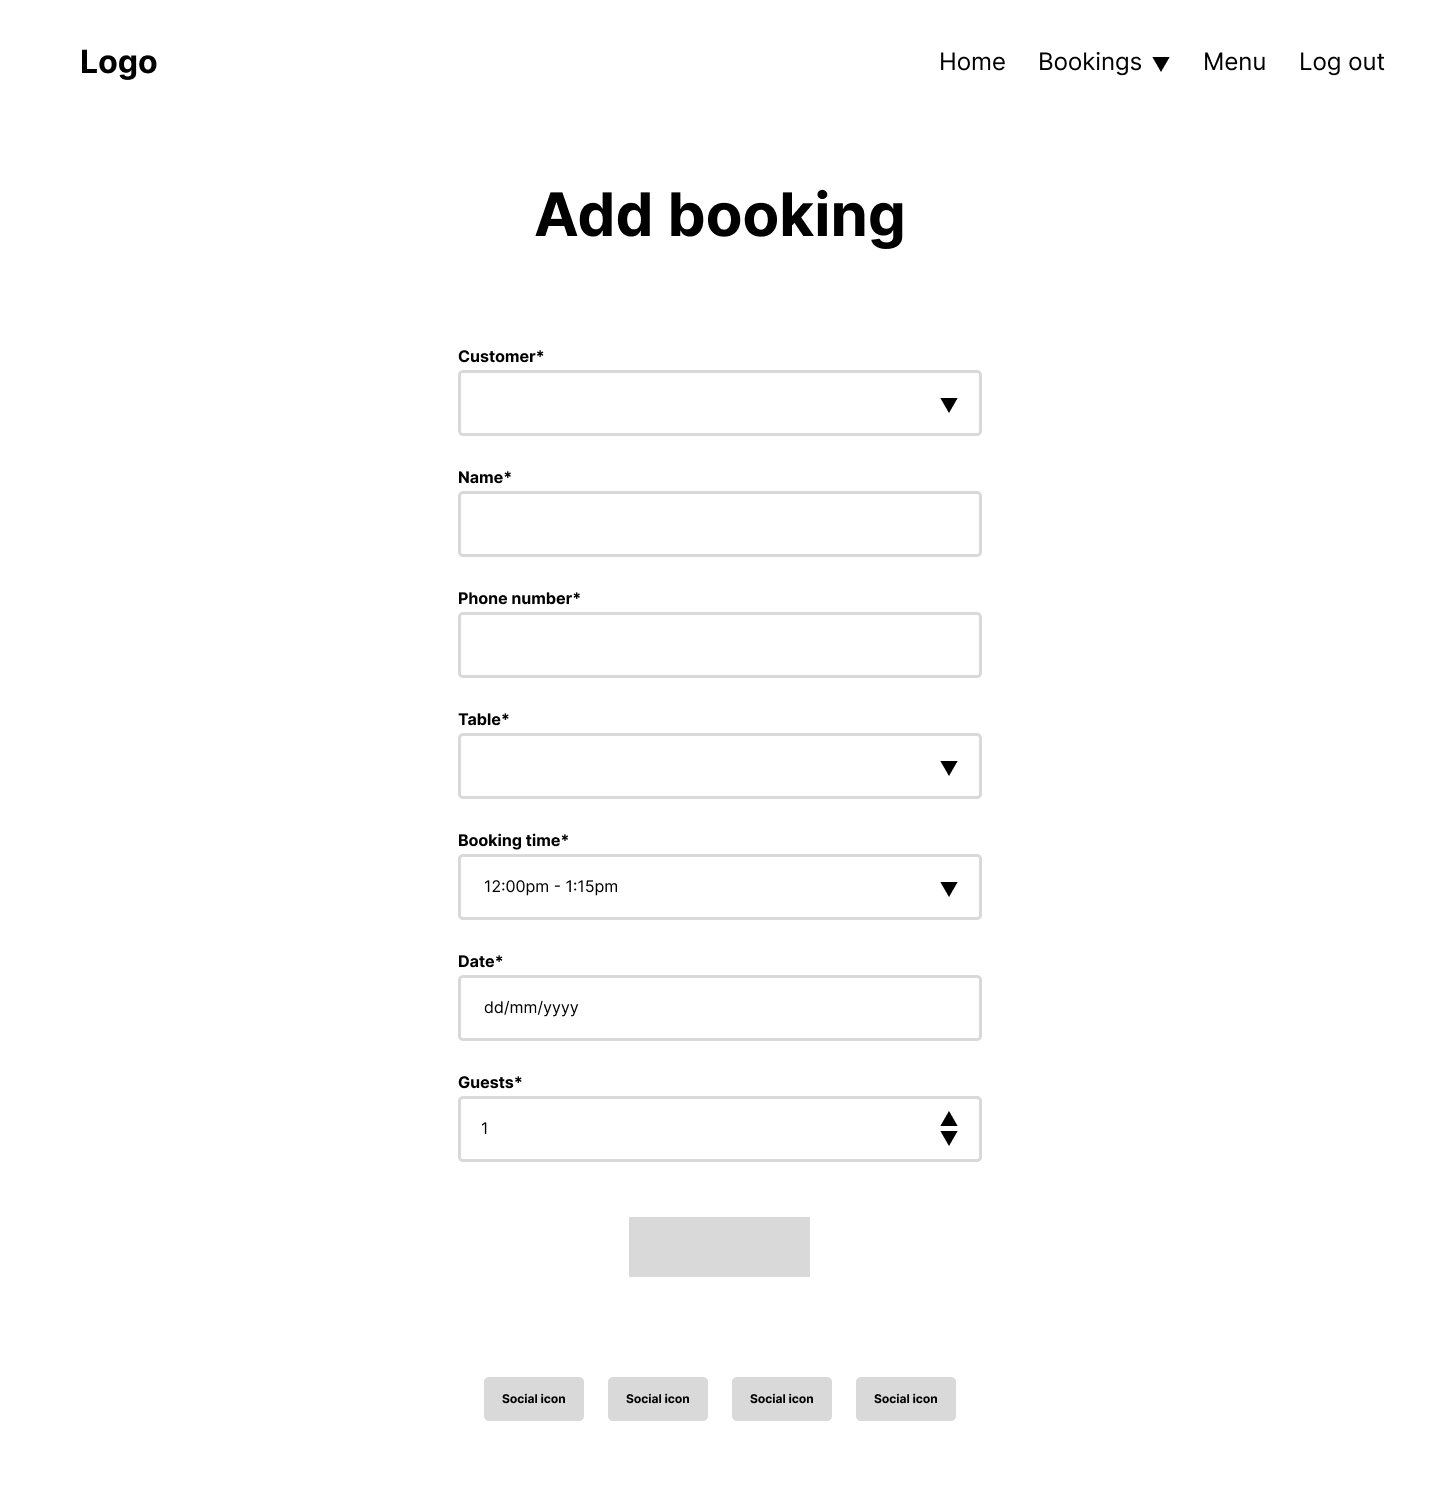 Logo
Home Bookings Menu Log out
Add booking
Customer*
Name*
Phone number*
Table*
Booking time*
12:00pm - 1:15pm
Date*
dd/mm/yyyy
Guests*
1
Social icon Social icon Social icon Social icon